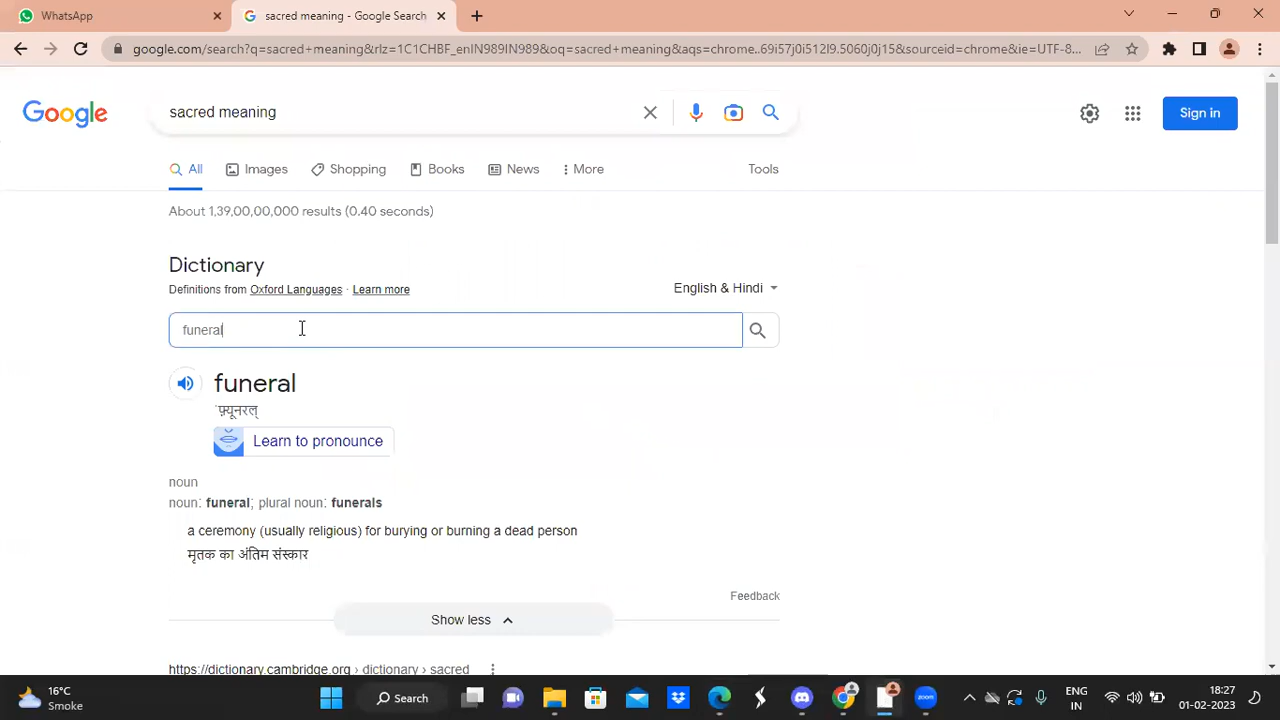 WhatsApp
sacred meaning - Google Search
google.com/search?q=sacred+meaning&rlz=1C1CHBF_enIN989IN989&oq=sacred+meaning&aqs=chrome..69i57j0i512l9.5060j0j15&sourceid=chrome&ie=UTF-8...
Google
sacred meaning
Sign in
All
Images
Shopping
Books
News
More
Tools
About 1,39,00,00,000 results (0.40 seconds)
Dictionary
Definitions from Oxford Languages · Learn more
English & Hindi
funeral
funeral
ˈफ़्यूनरल्
Learn to pronounce
noun
noun: funeral; plural noun: funerals
a ceremony (usually religious) for burying or burning a dead person
मृतक का अंतिम संस्कार
Feedback
Show less
https://dictionary.cambridge.org › dictionary › sacred
16°C
Smoke
Search
zoom
ENG
IN
18:27
01-02-2023